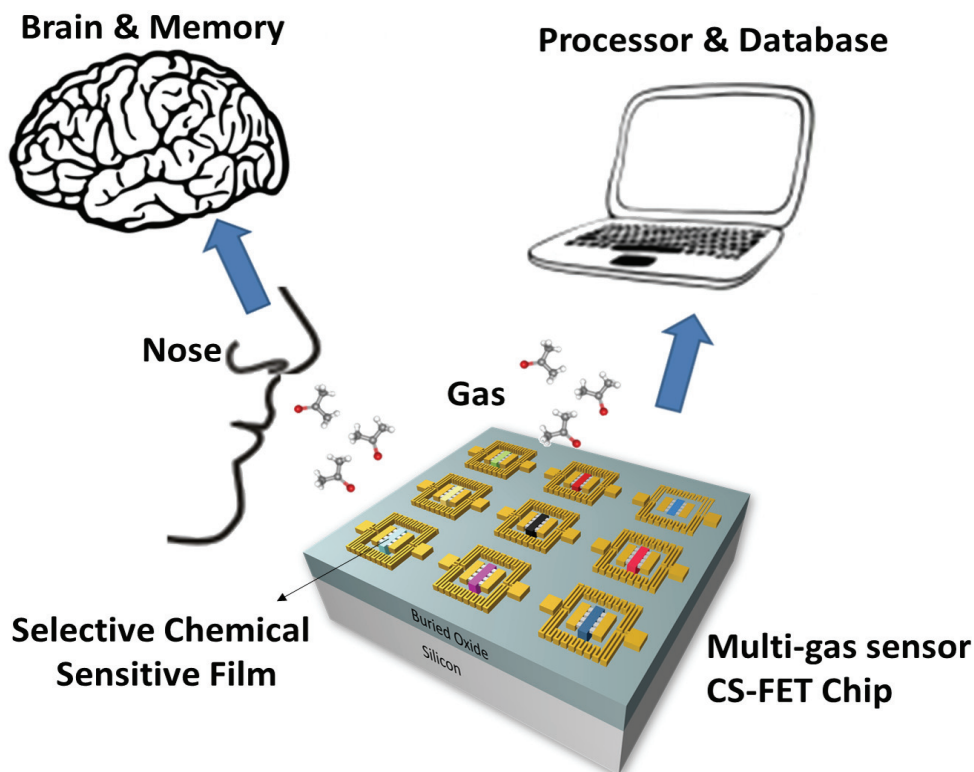 Brain & Memory
Processor & Database
Nose
Gas
Selective Chemical
Sensitive Film
Buried Oxide
Silicon
Multi-gas sensor
CS-FET Chip